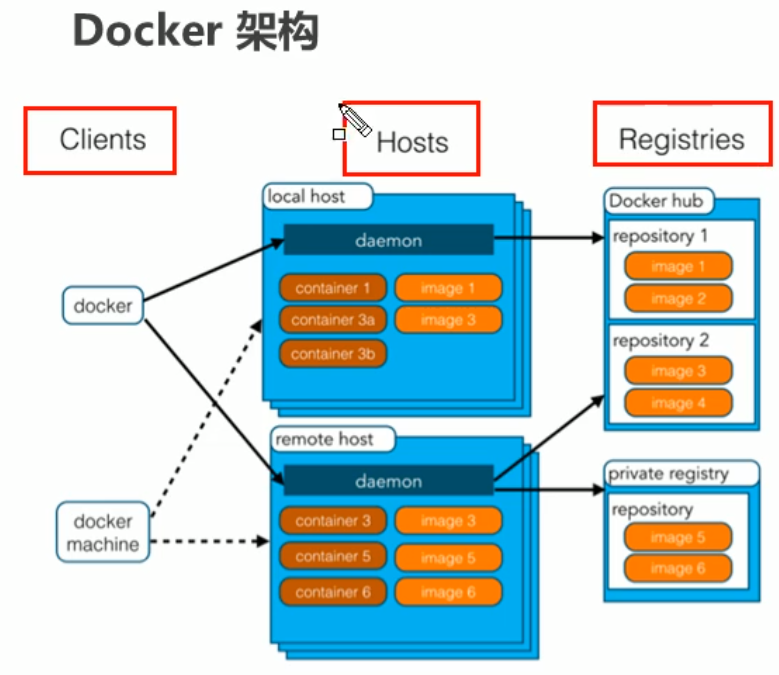 Docker 架构
Clients
Hosts
Registries
local host
daemon
container 1
image 1
container 3a
image 3
container 3b
docker
docker
machine
remote host
daemon
container 3
image 3
container 5
image 5
container 6
image 6
Docker hub
repository 1
image 1
image 2
repository 2
image 3
image 4
private registry
repository
image 5
image 6